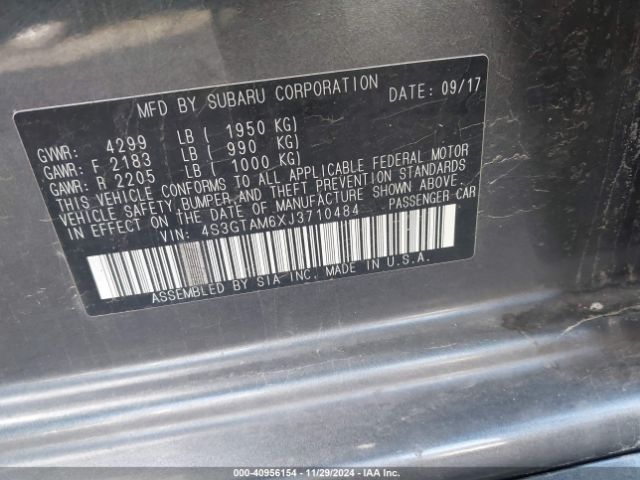 MFD BY SUBARU CORPORATION DATE: 09/17
GVWR: 4299 LB ( 1950 KG)
GAWR: F 2183 LB ( 990 KG)
GAWR: R 2205 LB ( 1000 KG)
THIS VEHICLE CONFORMS TO ALL APPLICABLE FEDERAL MOTOR
VEHICLE SAFETY,BUMPER,AND THEFT PREVENTION STANDARDS
IN EFFECT ON THE DATE OF MANUFACTURE SHOWN ABOVE.
VIN: 4S3GTAM6XJ3710484 PASSENGER CAR
ASSEMBLED BY SIA INC. MADE IN U.S.A.
000-40956154 - 11/29/2024 - IAA Inc.